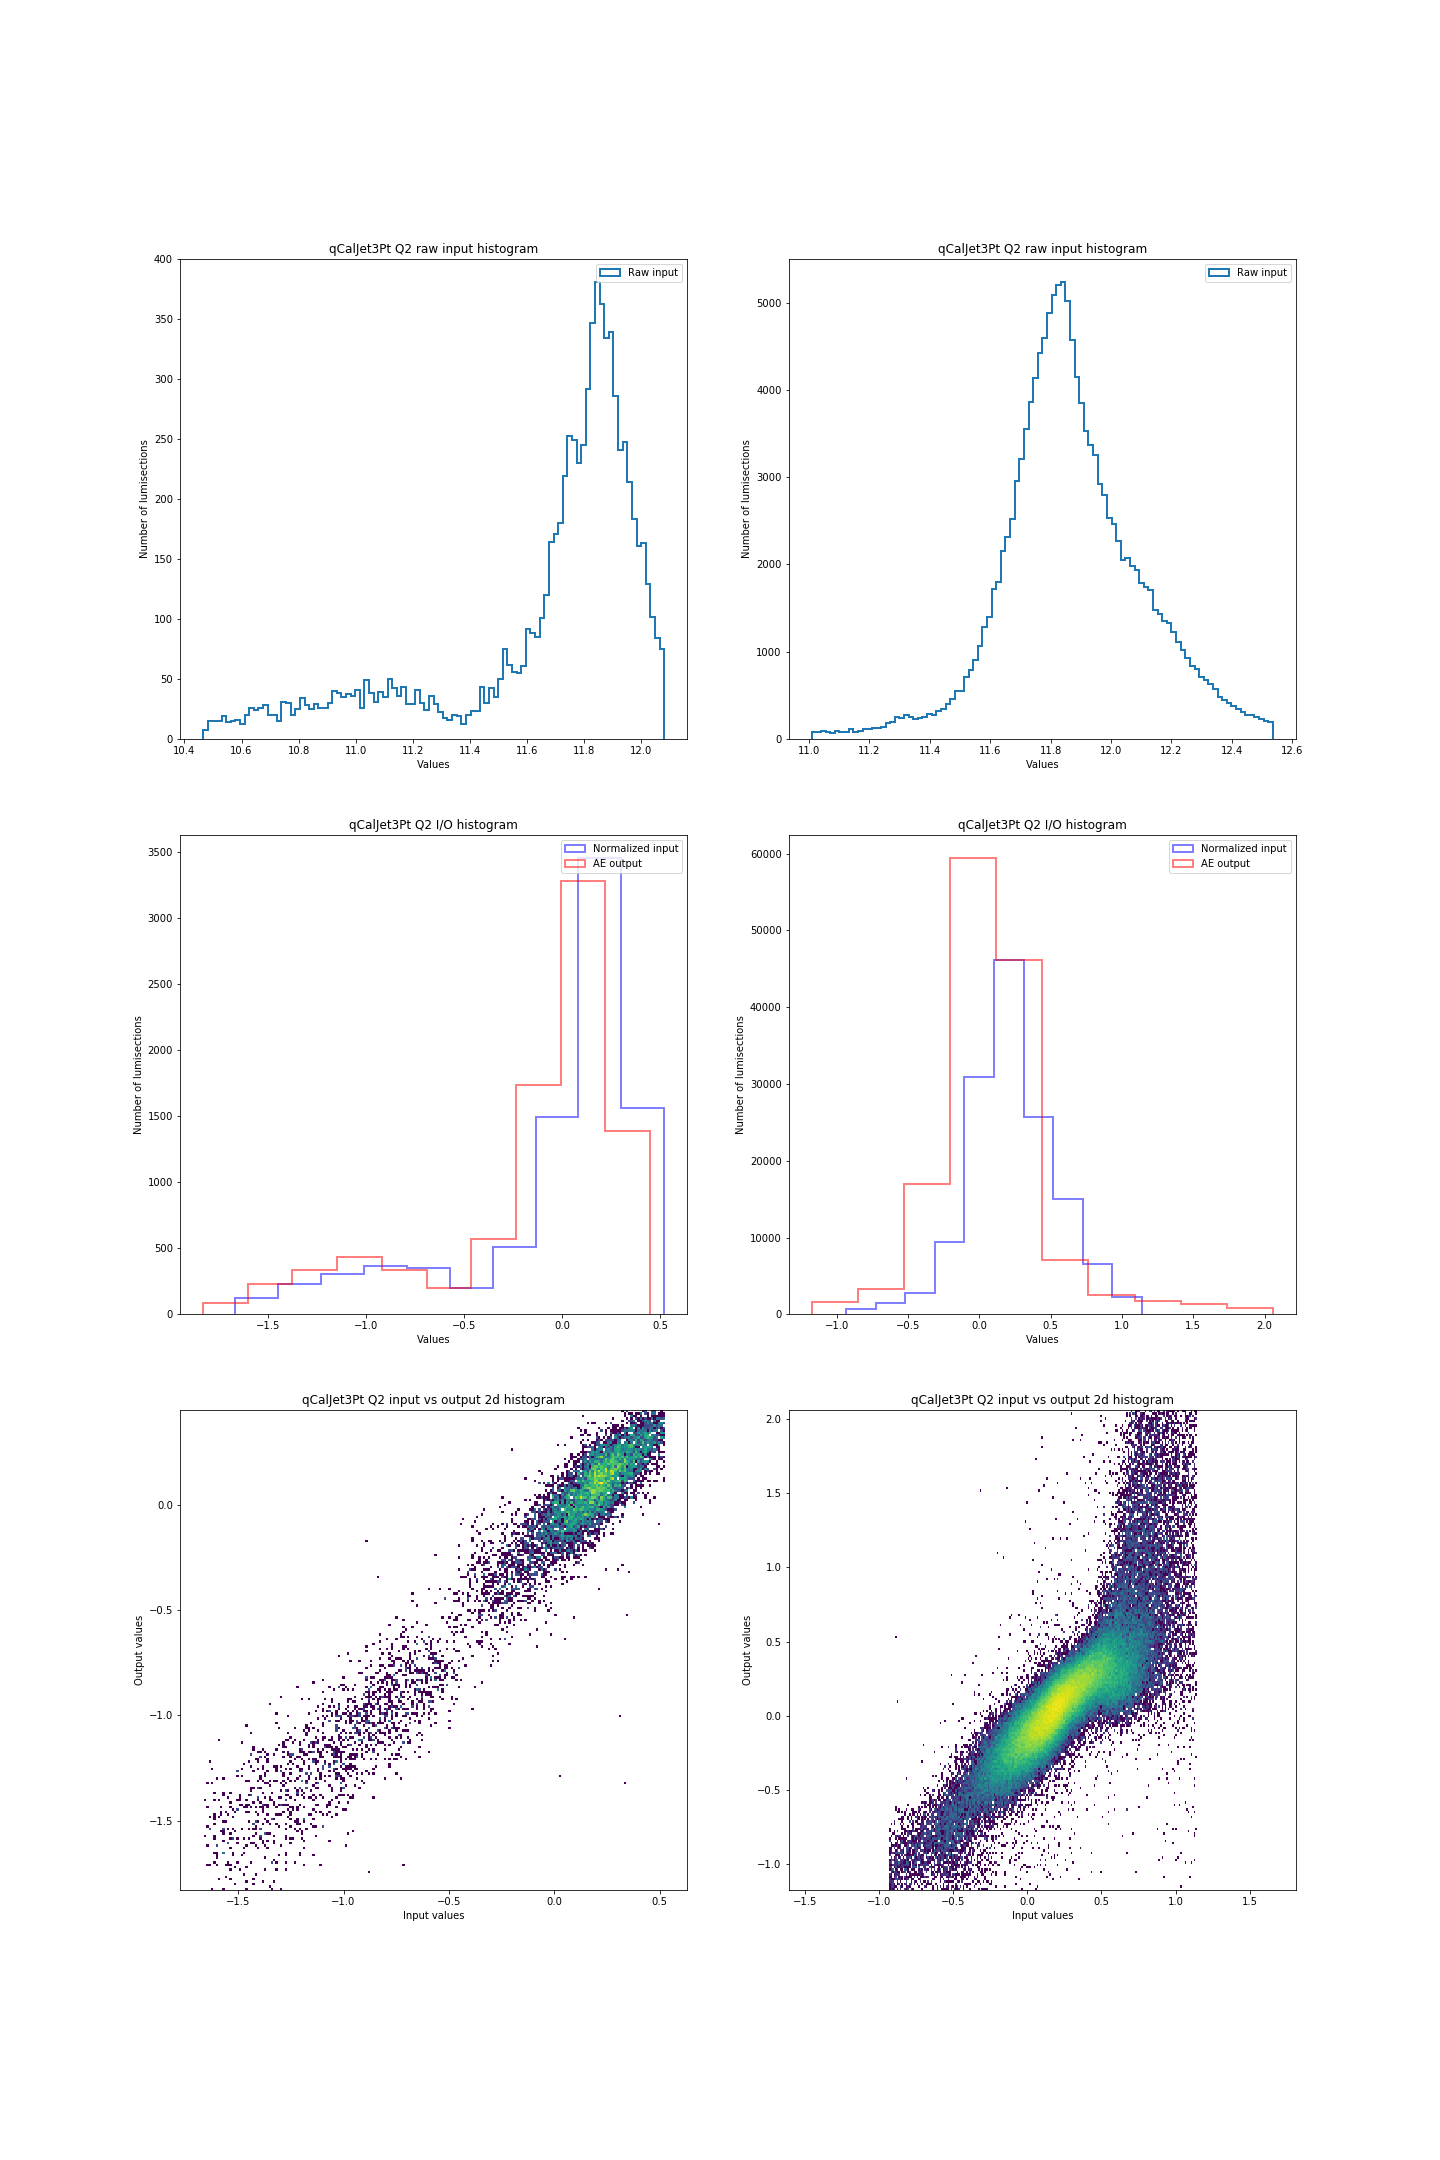 qCalJet3Pt Q2 raw input histogram
Raw input
400
350
300
250
200
150
100
50
0
Number of lumisections
10.4 10.6 10.8 11.0 11.2 11.4 11.6 11.8 12.0
Values
qCalJet3Pt Q2 raw input histogram
Raw input
5000
4000
3000
2000
1000
0
Number of lumisections
11.0 11.2 11.4 11.6 11.8 12.0 12.2 12.4 12.6
Values
qCalJet3Pt Q2 I/O histogram
Normalized input
AE output
3500
3000
2500
2000
1500
1000
500
0
Number of lumisections
−1.5 −1.0 −0.5 0.0 0.5
Values
qCalJet3Pt Q2 I/O histogram
Normalized input
AE output
60000
50000
40000
30000
20000
10000
0
Number of lumisections
−1.0 −0.5 0.0 0.5 1.0 1.5 2.0
Values
qCalJet3Pt Q2 input vs output 2d histogram
0.0
−0.5
−1.0
−1.5
Output values
−1.5 −1.0 −0.5 0.0 0.5
Input values
qCalJet3Pt Q2 input vs output 2d histogram
2.0
1.5
1.0
0.5
0.0
−0.5
−1.0
Output values
−1.5 −1.0 −0.5 0.0 0.5 1.0 1.5
Input values